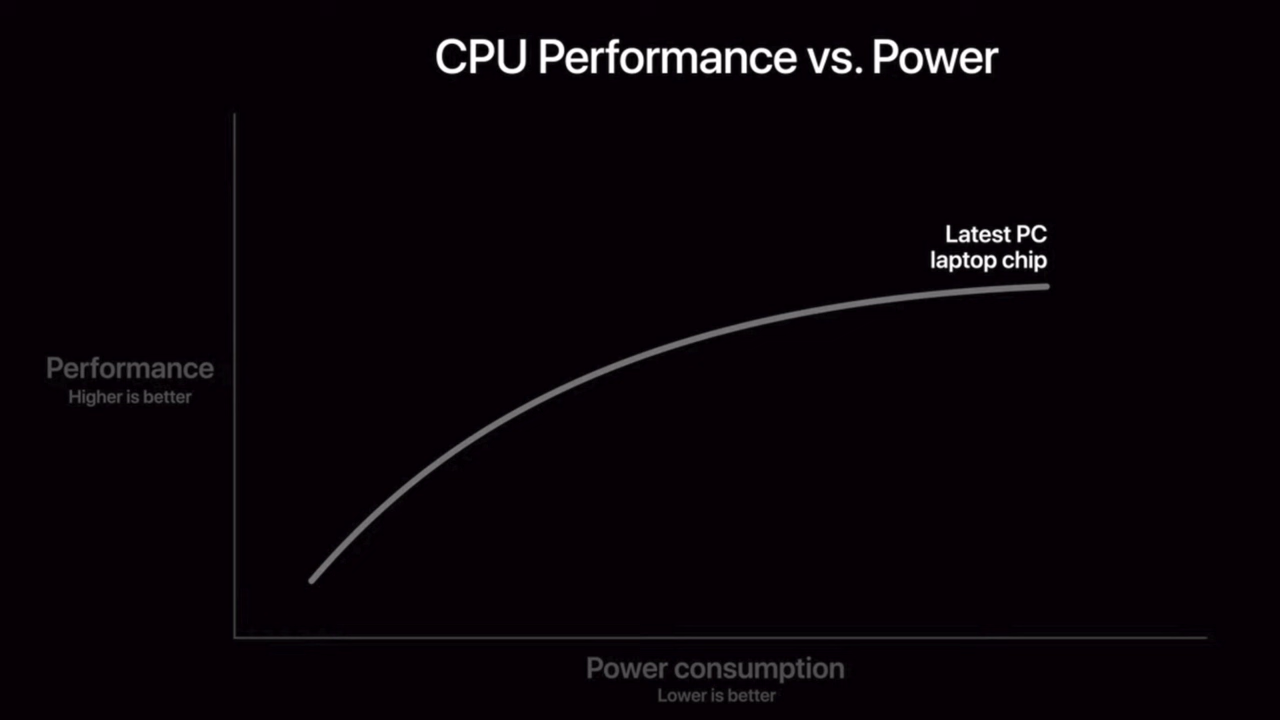 CPU Performance vs. Power
Latest PC
laptop chip
Performance
Higher is better
Power consumption
Lower is better